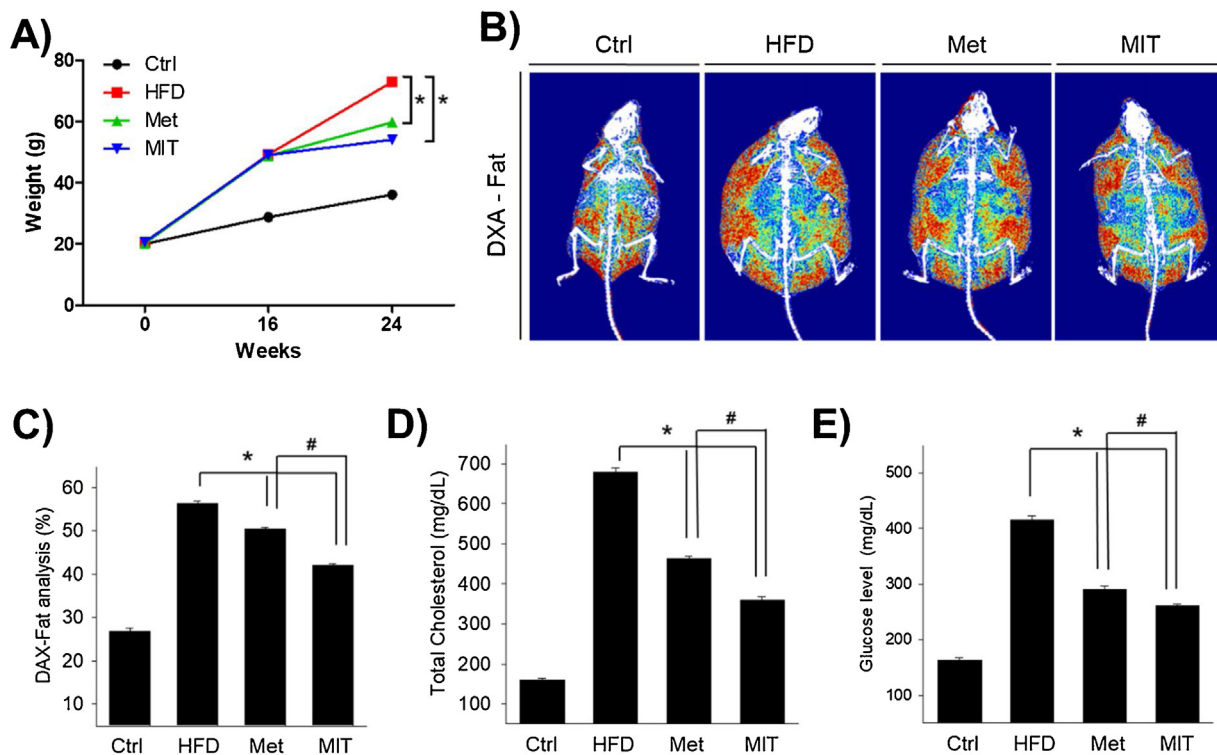 A)
80
60
40
20
0
Weight (g)
Ctrl
HFD
Met
MIT
* *
0 16 24
Weeks
B)
Ctrl HFD Met MIT
DXA - Fat
C)
60
50
40
30
20
10
DAX-Fat analysis (%)
* #
Ctrl HFD Met MIT
D)
700
600
500
400
300
200
100
Total Cholesterol (mg/dL)
* #
Ctrl HFD Met MIT
E)
500
400
300
200
100
Glucose level (mg/dL)
* #
Ctrl HFD Met MIT